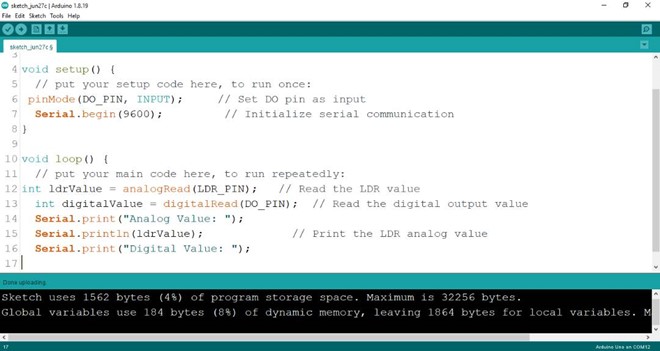 sketch_jun27c | Arduino 1.8.19
File Edit Sketch Tools Help
sketch_jun27c §
3
4 void setup() {
5 // put your setup code here, to run once:
6 pinMode(DO_PIN, INPUT); // Set DO pin as input
7 Serial.begin(9600); // Initialize serial communication
8 }
9
10 void loop() {
11 // put your main code here, to run repeatedly:
12 int ldrValue = analogRead(LDR_PIN); // Read the LDR value
13 int digitalValue = digitalRead(DO_PIN); // Read the digital output value
14 Serial.print("Analog Value: ");
15 Serial.println(ldrValue); // Print the LDR analog value
16 Serial.print("Digital Value: ");
17
Done uploading.
Sketch uses 1562 bytes (4%) of program storage space. Maximum is 32256 bytes.
Global variables use 184 bytes (8%) of dynamic memory, leaving 1864 bytes for local variables. M
17 Arduino Uno on COM12